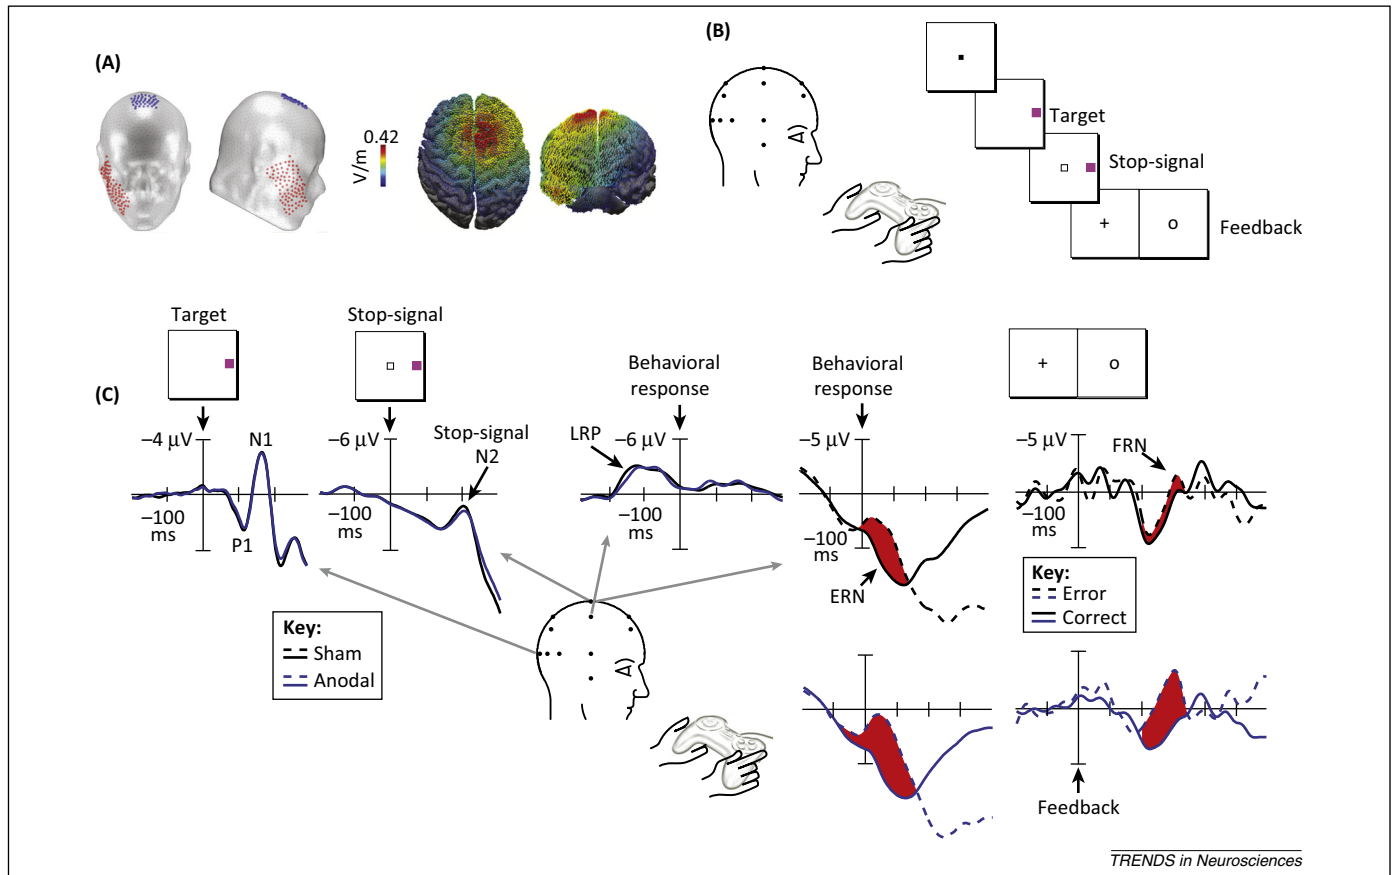 (A)
0.42
V/m
(B)
Target
Stop-signal
+
o
Feedback
(C)
Target
Stop-signal
Behavioral
response
Behavioral
response
+
o
–4 µV
N1
–100
ms
P1
–6 µV
Stop-signal
N2
–100
ms
LRP
–6 µV
–100
ms
–5 µV
–100
ms
ERN
–5 µV
FRN
–100
ms
Key:
Error
Correct
Key:
Sham
Anodal
Feedback
TRENDS in Neurosciences